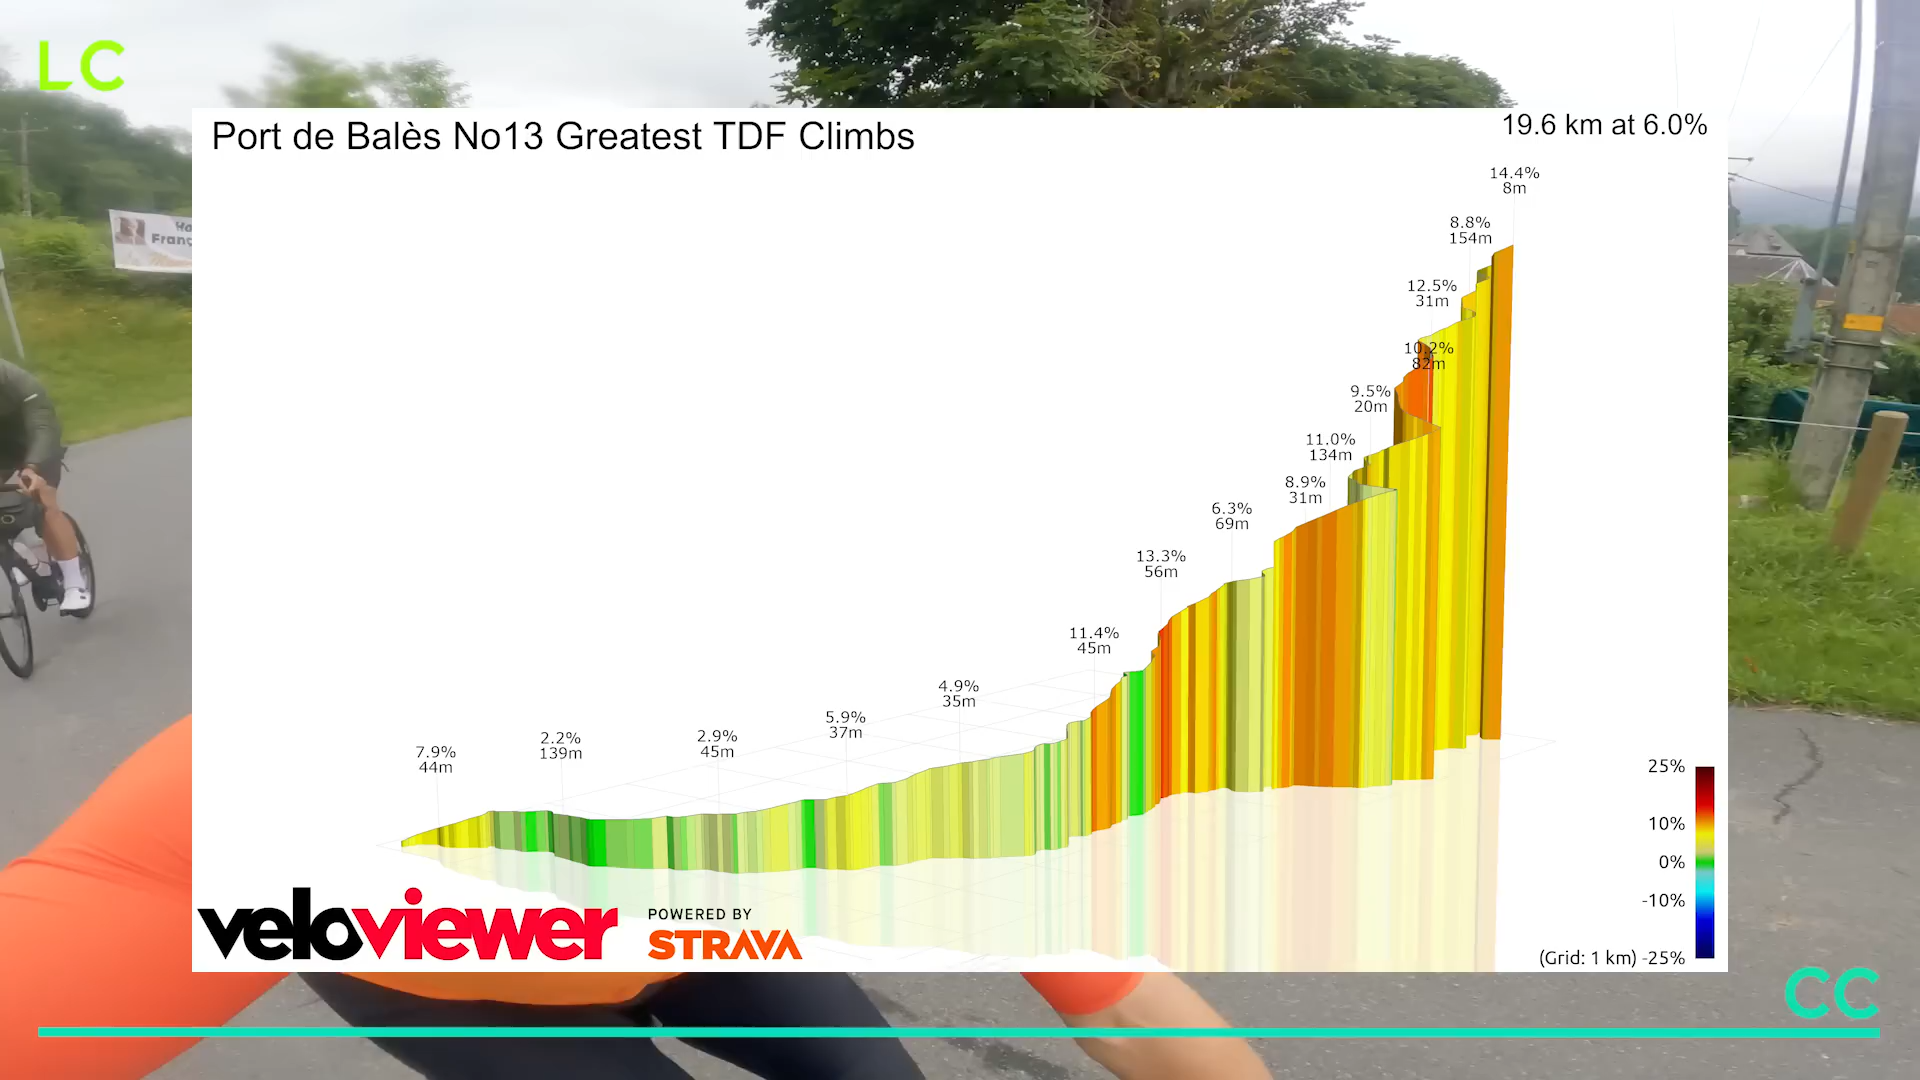 LC
Port de Balès No13 Greatest TDF Climbs
19.6 km at 6.0%
14.4%
8m
8.8%
154m
12.5%
31m
10.2%
82m
9.5%
20m
11.0%
134m
8.9%
31m
6.3%
69m
13.3%
56m
11.4%
45m
4.9%
35m
5.9%
37m
2.9%
45m
2.2%
139m
7.9%
44m
25%
10%
0%
-10%
(Grid: 1 km) -25%
veloviewer
POWERED BY
STRAVA
CC